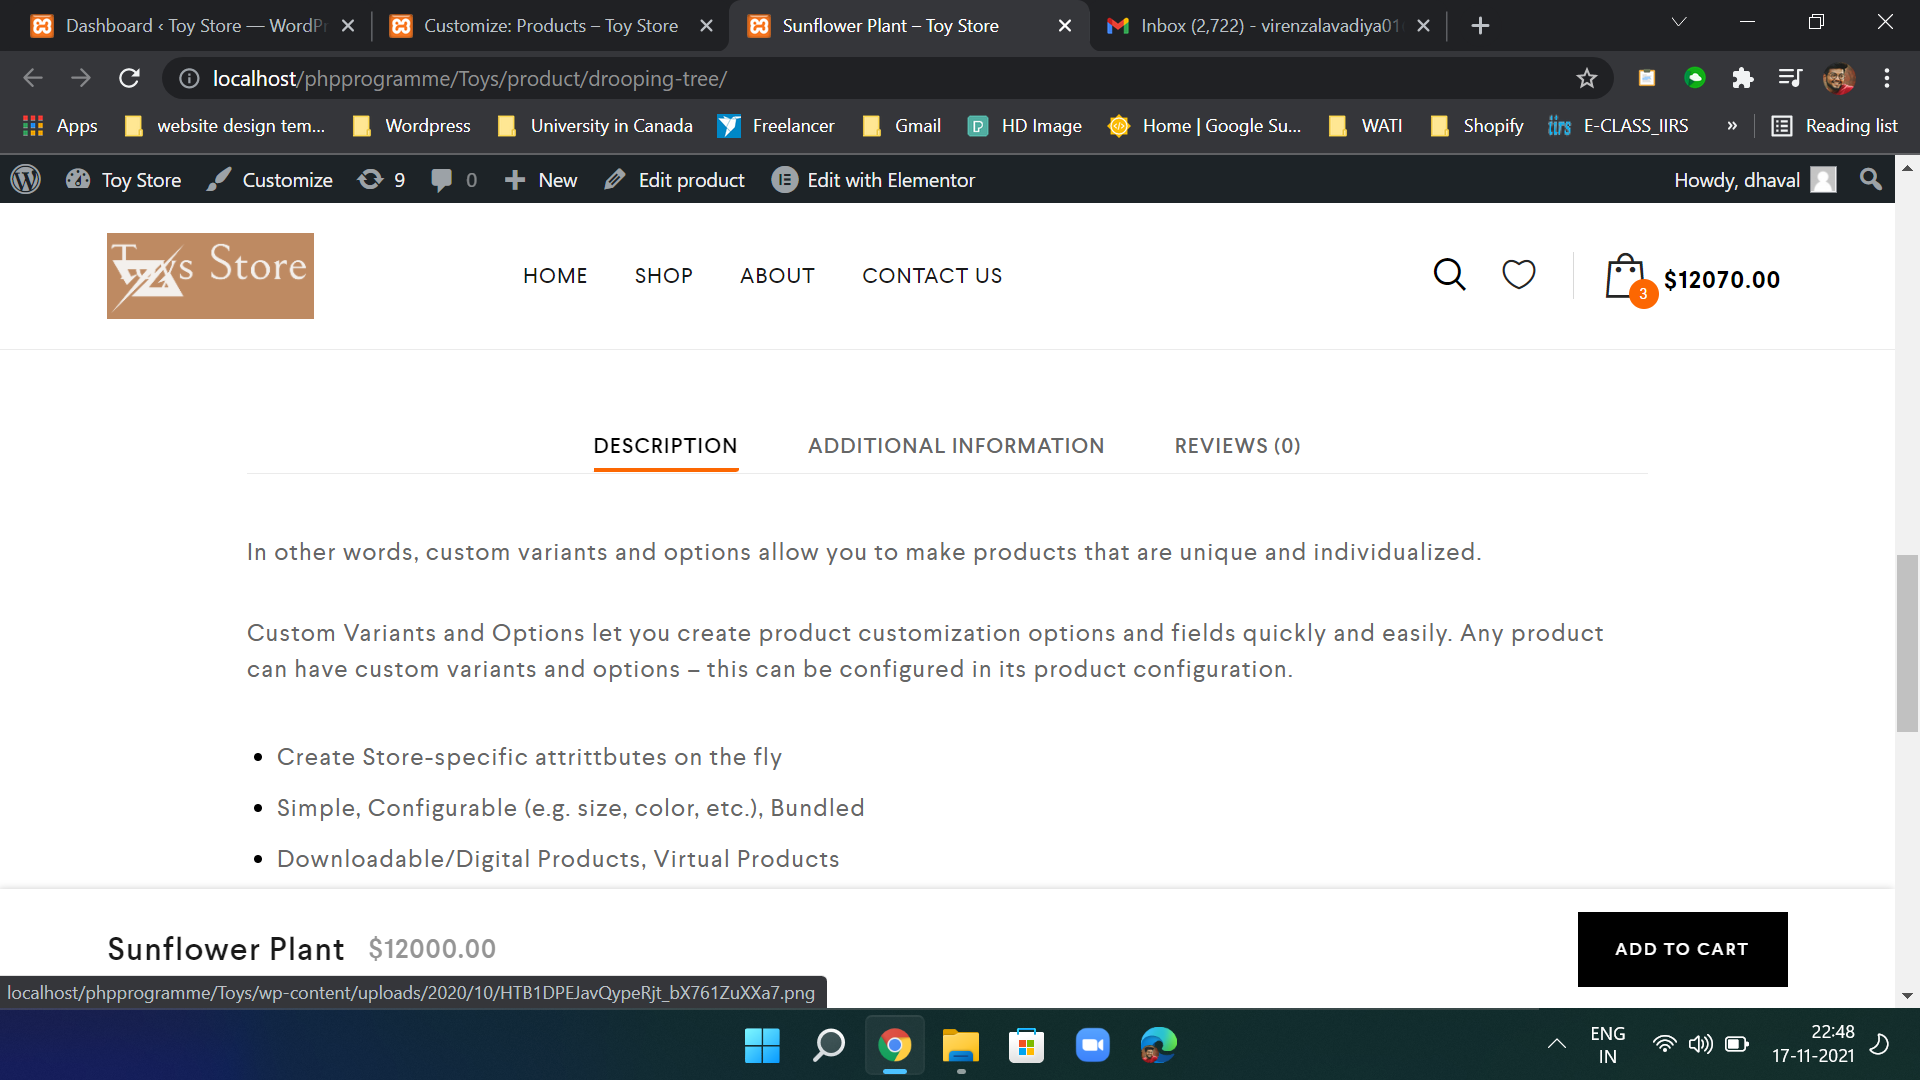 Dashboard ‹ Toy Store — WordPr
Customize: Products – Toy Store
Sunflower Plant – Toy Store
Inbox (2,722) - virenzalavadiya01
localhost/phpprogramme/Toys/product/drooping-tree/
Apps
website design tem...
Wordpress
University in Canada
Freelancer
Gmail
HD Image
Home | Google Su...
WATI
Shopify
E-CLASS_IIRS
»
Reading list
Toy Store
Customize
9
0
New
Edit product
Edit with Elementor
Howdy, dhaval
Toys Store
HOME
SHOP
ABOUT
CONTACT US
3
$12070.00
DESCRIPTION
ADDITIONAL INFORMATION
REVIEWS (0)
In other words, custom variants and options allow you to make products that are unique and individualized.
Custom Variants and Options let you create product customization options and fields quickly and easily. Any product
can have custom variants and options – this can be configured in its product configuration.
• Create Store-specific attrittbutes on the fly
• Simple, Configurable (e.g. size, color, etc.), Bundled
• Downloadable/Digital Products, Virtual Products
Sunflower Plant
$12000.00
ADD TO CART
localhost/phpprogramme/Toys/wp-content/uploads/2020/10/HTB1DPEJavQypeRjt_bX761ZuXXa7.png
ENG
IN
22:48
17-11-2021